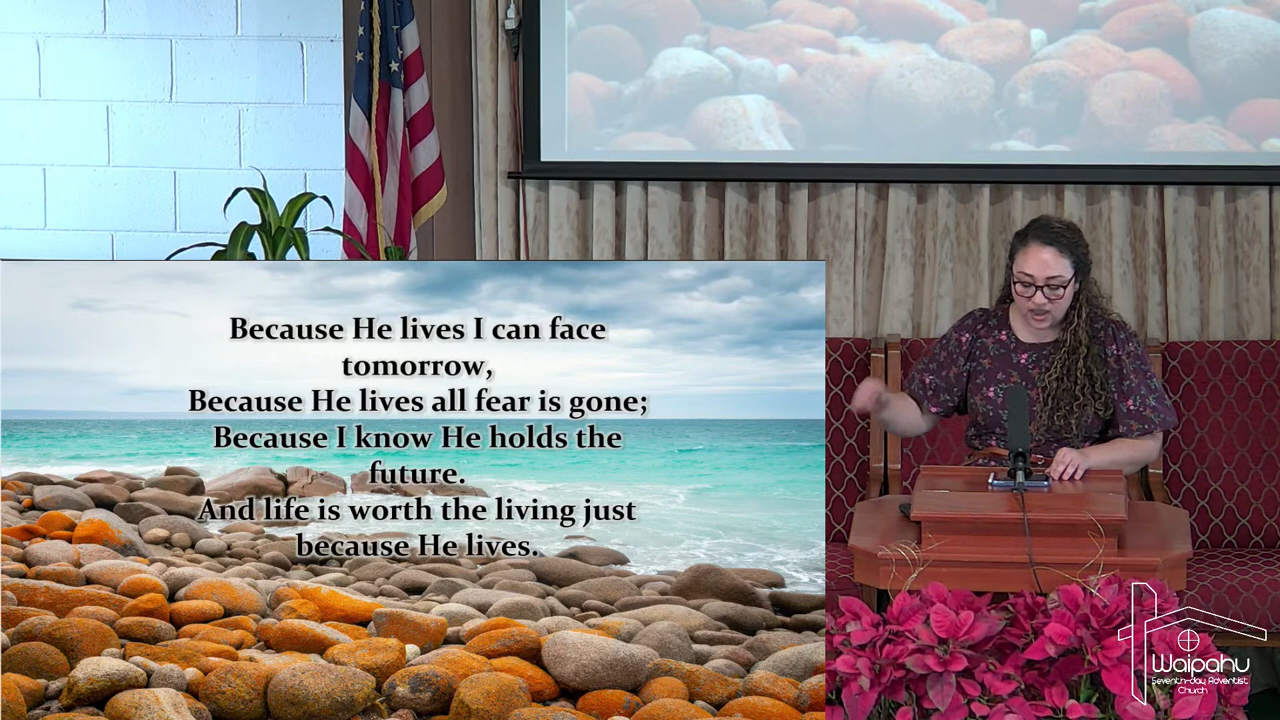 Because He lives I can face
tomorrow,
Because He lives all fear is gone;
Because I know He holds the
future.
And life is worth the living just
because He lives.
Waipahu
Seventh-day Adventist
Church